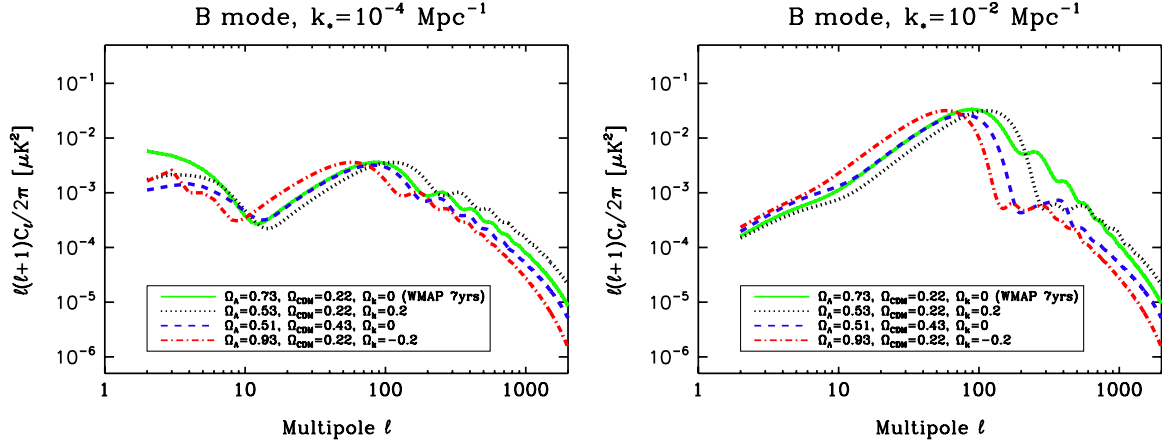 B mode, k*=10⁻⁴ Mpc⁻¹
ℓ(ℓ+1)Cℓ/2π [μK²]
10⁻¹
10⁻²
10⁻³
10⁻⁴
10⁻⁵
10⁻⁶
Ω_Λ=0.73, Ω_CDM=0.22, Ω_k=0 (WMAP 7yrs)
Ω_Λ=0.53, Ω_CDM=0.22, Ω_k=0.2
Ω_Λ=0.51, Ω_CDM=0.43, Ω_k=0
Ω_Λ=0.93, Ω_CDM=0.22, Ω_k=−0.2
1 10 100 1000
Multipole ℓ
B mode, k*=10⁻² Mpc⁻¹
ℓ(ℓ+1)Cℓ/2π [μK²]
10⁻¹
10⁻²
10⁻³
10⁻⁴
10⁻⁵
10⁻⁶
Ω_Λ=0.73, Ω_CDM=0.22, Ω_k=0 (WMAP 7yrs)
Ω_Λ=0.53, Ω_CDM=0.22, Ω_k=0.2
Ω_Λ=0.51, Ω_CDM=0.43, Ω_k=0
Ω_Λ=0.93, Ω_CDM=0.22, Ω_k=−0.2
1 10 100 1000
Multipole ℓ